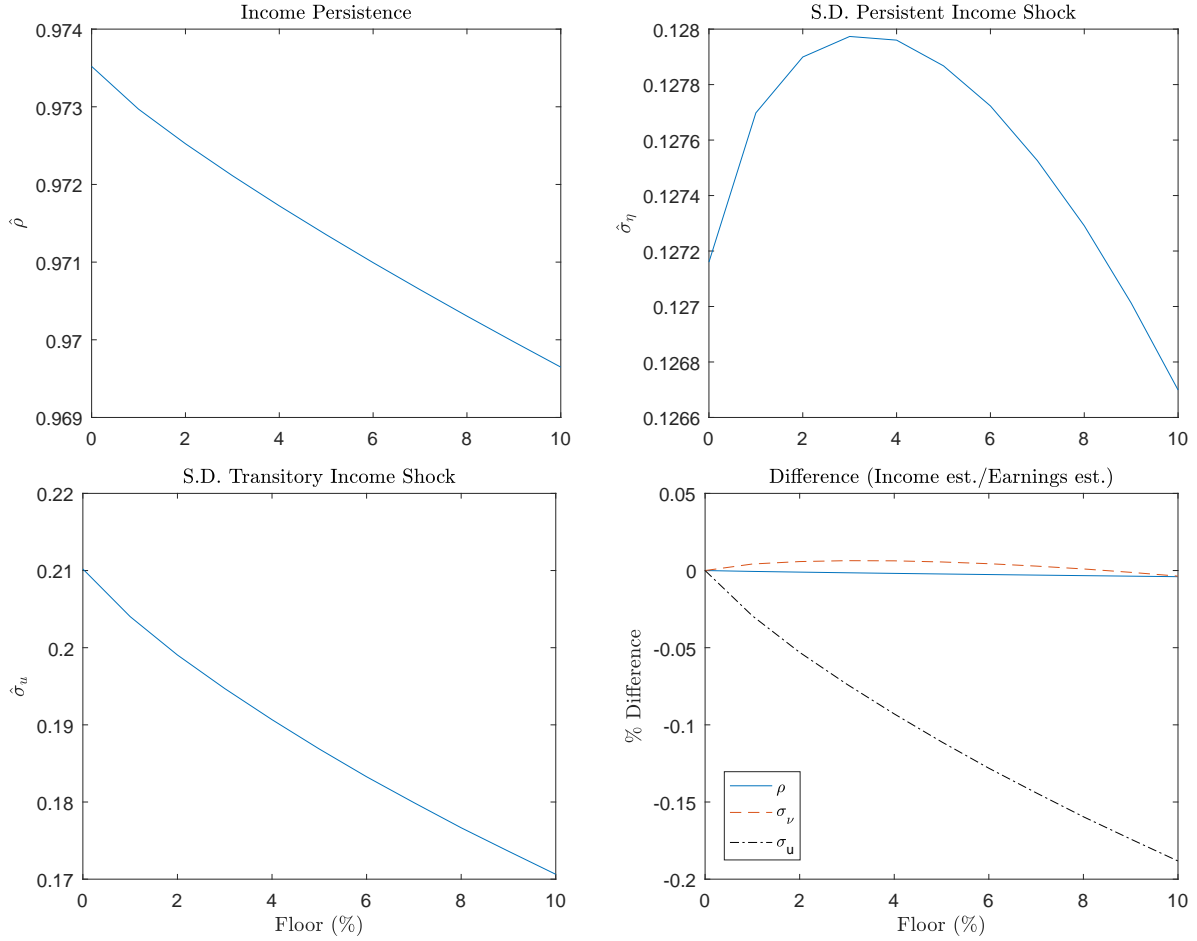 Income Persistence
0.974
0.973
0.972
0.971
0.97
0.969
ρ̂
0 2 4 6 8 10
S.D. Persistent Income Shock
0.128
0.1278
0.1276
0.1274
0.1272
0.127
0.1268
0.1266
σ̂η
0 2 4 6 8 10
S.D. Transitory Income Shock
0.22
0.21
0.2
0.19
0.18
0.17
σ̂u
0 2 4 6 8 10
Floor (%)
Difference (Income est./Earnings est.)
0.05
0
-0.05
-0.1
-0.15
-0.2
% Difference
ρ
σν
σu
0 2 4 6 8 10
Floor (%)